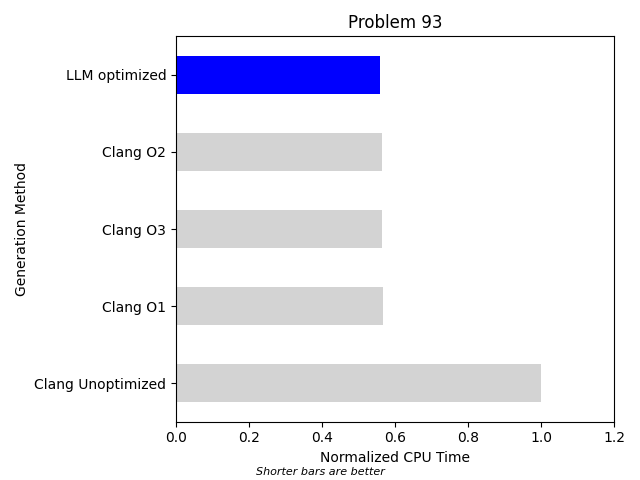 Problem 93
LLM optimized
Clang O2
Clang O3
Clang O1
Clang Unoptimized
Generation Method
0.0 0.2 0.4 0.6 0.8 1.0 1.2
Normalized CPU Time
Shorter bars are better